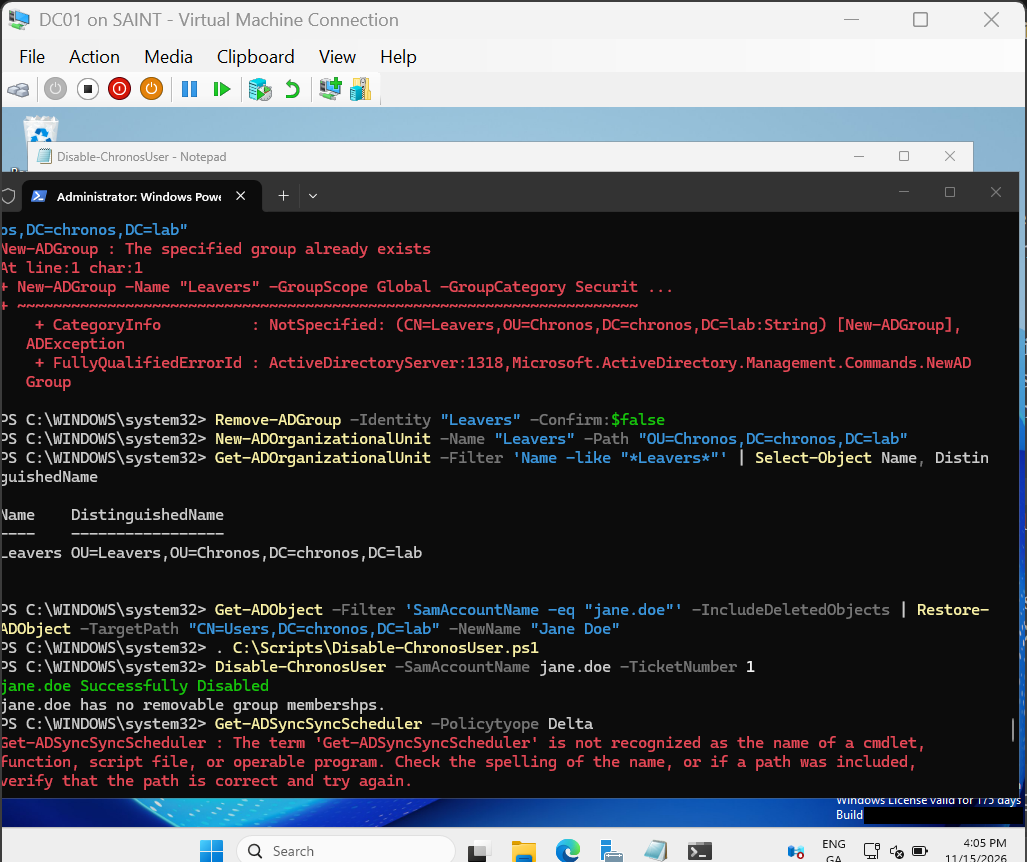 DC01 on SAINT - Virtual Machine Connection
File Action Media Clipboard View Help
Disable-ChronosUser - Notepad
Administrator: Windows Powe
os,DC=chronos,DC=lab"
New-ADGroup : The specified group already exists
At line:1 char:1
+ New-ADGroup -Name "Leavers" -GroupScope Global -GroupCategory Securit ...
+ ~~~~~~~~~~~~~~~~~~~~~~~~~~~~~~~~~~~~~~~~~~~~~~~~~~~~~~~~~~~~~~~~~~~~~
+ CategoryInfo : NotSpecified: (CN=Leavers,OU=Chronos,DC=chronos,DC=lab:String) [New-ADGroup],
ADException
+ FullyQualifiedErrorId : ActiveDirectoryServer:1318,Microsoft.ActiveDirectory.Management.Commands.NewAD
Group
PS C:\WINDOWS\system32> Remove-ADGroup -Identity "Leavers" -Confirm:$false
PS C:\WINDOWS\system32> New-ADOrganizationalUnit -Name "Leavers" -Path "OU=Chronos,DC=chronos,DC=lab"
PS C:\WINDOWS\system32> Get-ADOrganizationalUnit -Filter 'Name -like "*Leavers*"' | Select-Object Name, Distin
guishedName
Name DistinguishedName
---- -----------------
Leavers OU=Leavers,OU=Chronos,DC=chronos,DC=lab
PS C:\WINDOWS\system32> Get-ADObject -Filter 'SamAccountName -eq "jane.doe"' -IncludeDeletedObjects | Restore-
ADObject -TargetPath "CN=Users,DC=chronos,DC=lab" -NewName "Jane Doe"
PS C:\WINDOWS\system32> . C:\Scripts\Disable-ChronosUser.ps1
PS C:\WINDOWS\system32> Disable-ChronosUser -SamAccountName jane.doe -TicketNumber 1
jane.doe Successfully Disabled
jane.doe has no removable group membershps.
PS C:\WINDOWS\system32> Get-ADSyncSyncScheduler -Policytyope Delta
Get-ADSyncSyncScheduler : The term 'Get-ADSyncSyncScheduler' is not recognized as the name of a cmdlet,
function, script file, or operable program. Check the spelling of the name, or if a path was included,
verify that the path is correct and try again.
Windows License valid for 175 days
Build
Search
ENG
GA
4:05 PM
11/15/2026